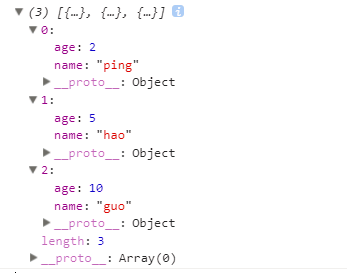 ▼ (3) [{…}, {…}, {…}] i
▼ 0:
age: 2
name: "ping"
▶ __proto__: Object
▼ 1:
age: 5
name: "hao"
▶ __proto__: Object
▼ 2:
age: 10
name: "guo"
▶ __proto__: Object
length: 3
▶ __proto__: Array(0)